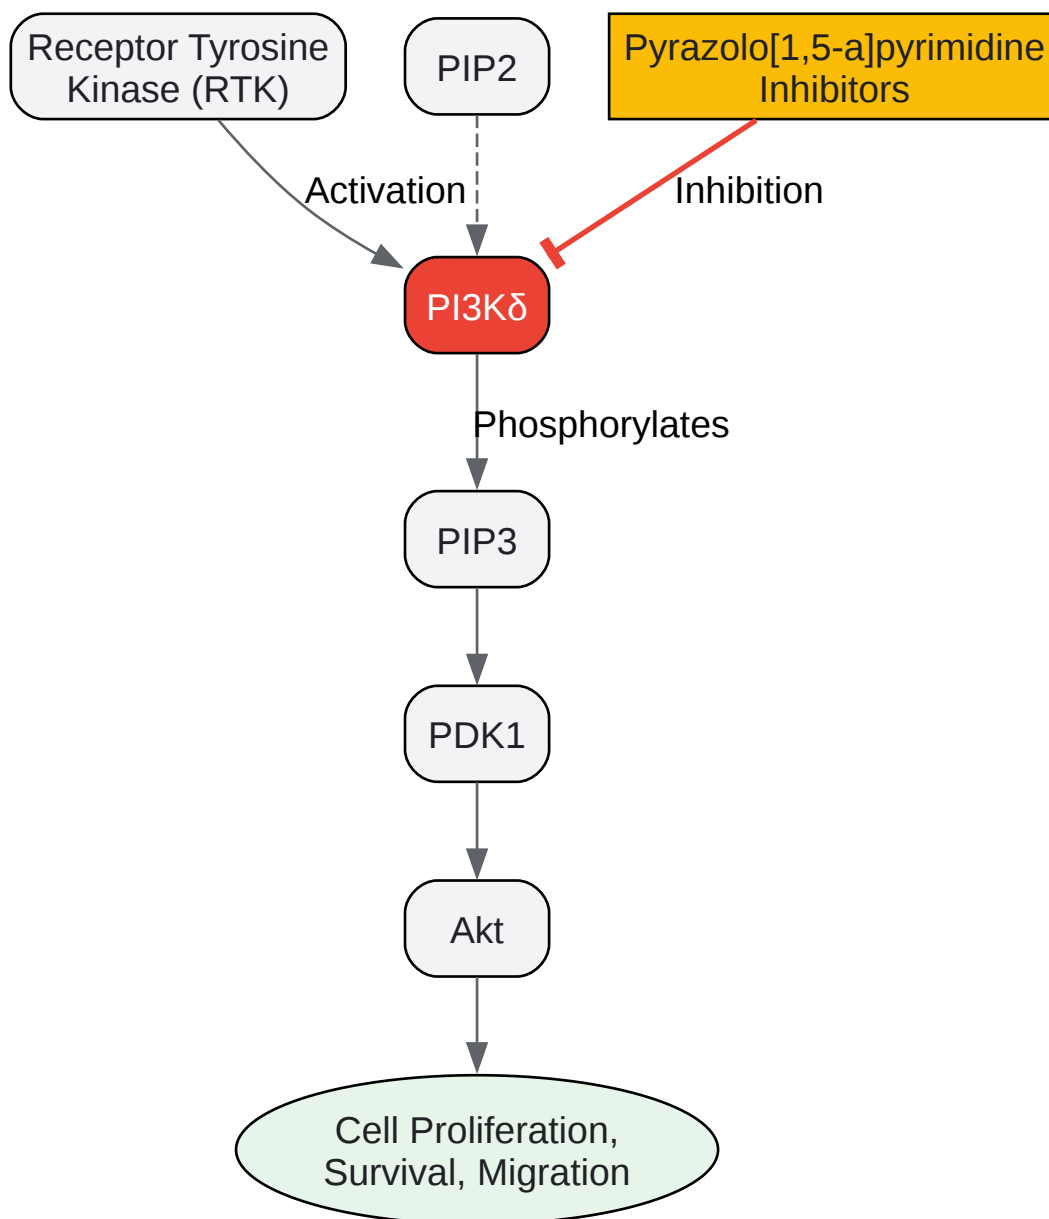 Receptor Tyrosine
Kinase (RTK)
PIP2
Pyrazolo[1,5-a]pyrimidine
Inhibitors
Activation
Inhibition
PI3Kδ
Phosphorylates
PIP3
PDK1
Akt
Cell Proliferation,
Survival, Migration